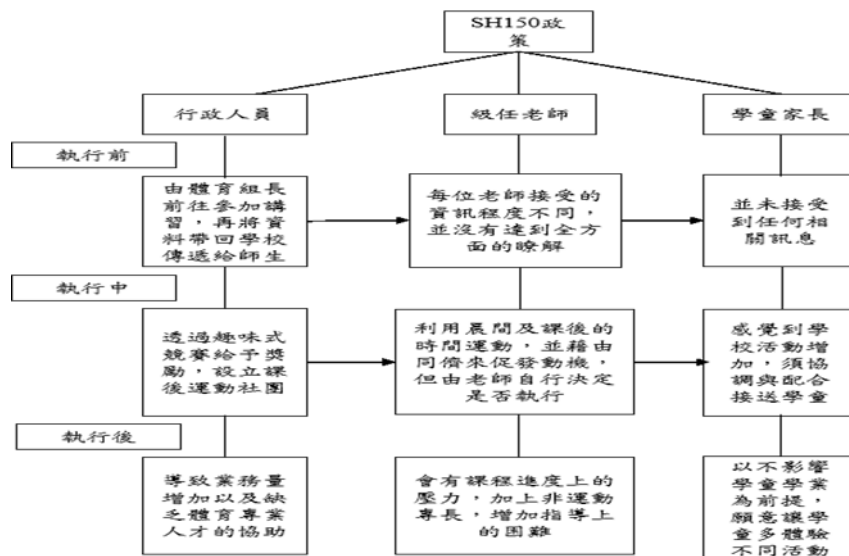 SH150政
策
行政人員
級任老師
學童家長
執行前
由體育組長
前往參加講
習，再將資
料帶回學校
傳遞給師生
每位老師接受的
資訊程度不同，
並沒有達到全方
面的瞭解
並未接受
到任何相
關訊息
執行中
透過趣味式
競賽給予獎
勵，設立課
後運動社團
利用晨間及課後的
時間運動，並藉由
同儕來促發動機，
但由老師自行決定
是否執行
感覺到學
校活動增
加，須協
調與配合
接送學童
執行後
導致業務量
增加以及缺
乏體育專業
人才的協助
會有課程進度上的
壓力，加上非運動
專長，增加指導上
的困難
以不影響
學童學業
為前提，
願意讓學
童多體驗
不同活動